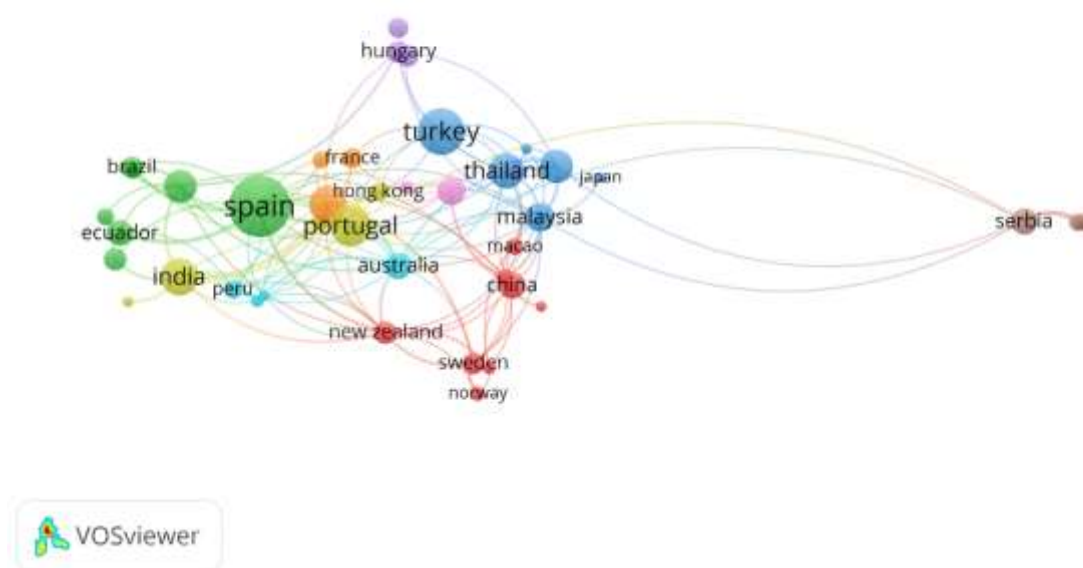 hungary
turkey
brazil
france
thailand
japan
hong kong
spain
portugal
malaysia
serbia
ecuador
macao
australia
india
peru
china
new zealand
sweden
norway
VOSviewer